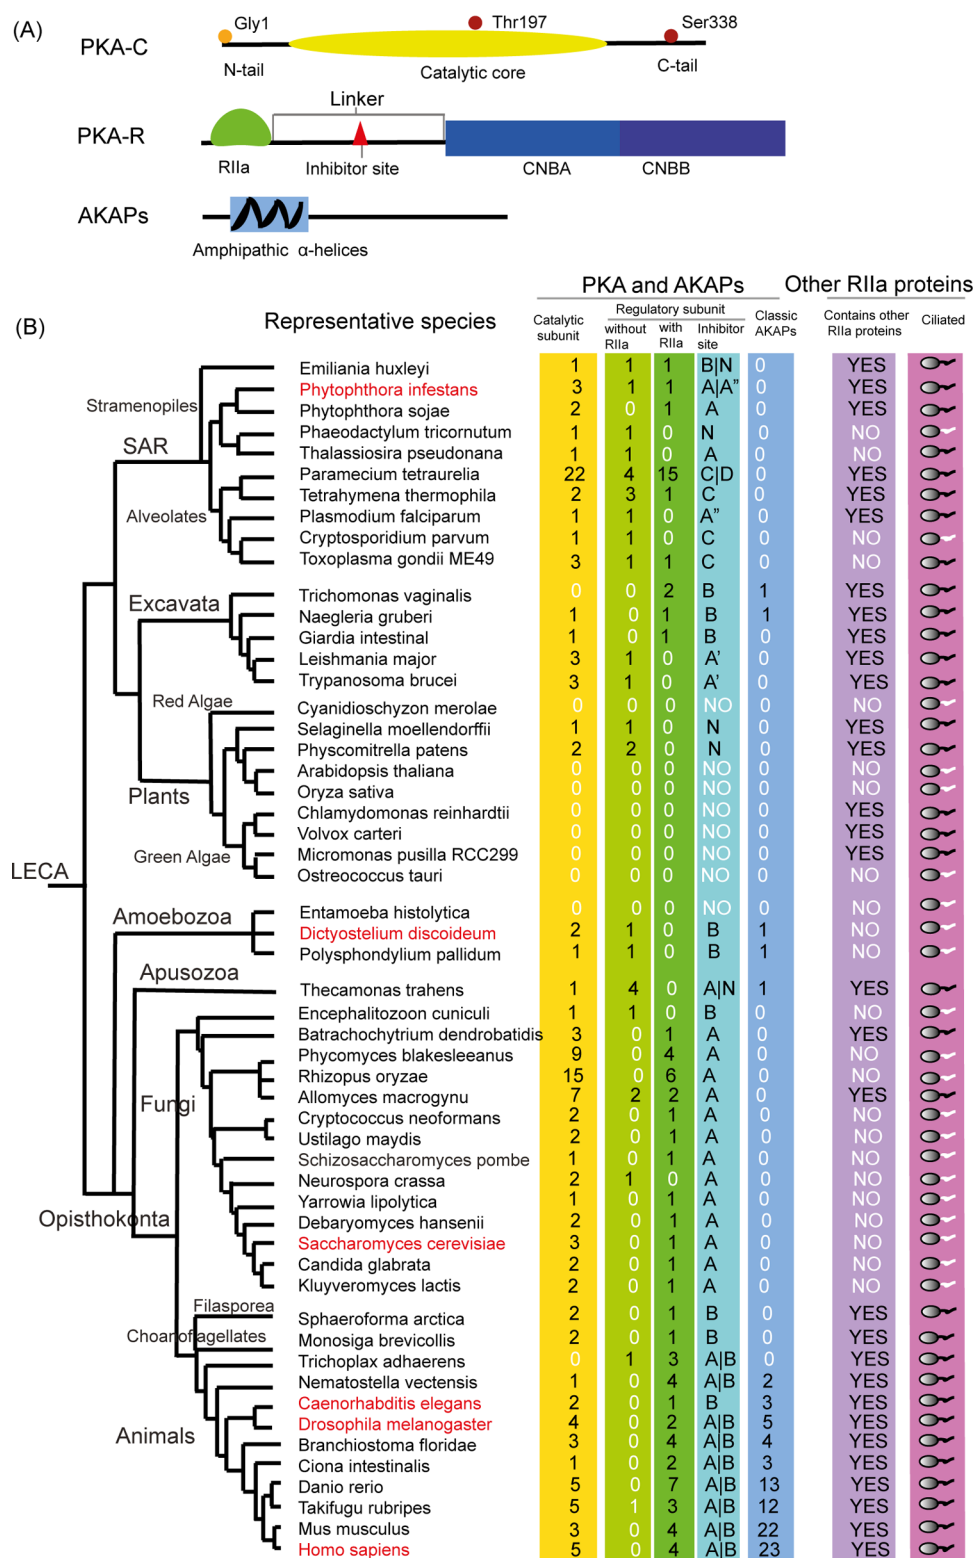 (A)
Gly1
Thr197
Ser338
PKA-C
N-tail
Catalytic core
C-tail
Linker
PKA-R
RIIa
Inhibitor site
CNBA
CNBB
AKAPs
Amphipathic α-helices
PKA and AKAPs
Other RIIa proteins
(B)
Representative species
Catalytic subunit
Regulatory subunit
without RIIa
with RIIa
Inhibitor site
Classic AKAPs
Contains other RIIa proteins
Ciliated
Emiliania huxleyi 1 1 1 B|N 0 YES
Phytophthora infestans 3 1 1 A|A” 0 YES
Stramenopiles
Phytophthora sojae 2 0 1 A 0 YES
Phaeodactylum tricornutum 1 1 0 N 0 NO
SAR
Thalassiosira pseudonana 1 1 0 A 0 NO
Paramecium tetraurelia 22 4 15 C|D 0 YES
Tetrahymena thermophila 2 3 1 C 0 YES
Alveolates
Plasmodium falciparum 1 1 0 A” 0 YES
Cryptosporidium parvum 1 1 0 C 0 NO
Toxoplasma gondii ME49 3 1 1 C 0 NO
Excavata
Trichomonas vaginalis 0 0 2 B 1 YES
Naegleria gruberi 1 0 1 B 1 YES
Giardia intestinal 1 0 1 B 0 YES
Leishmania major 3 1 0 A’ 0 YES
Trypanosoma brucei 3 1 0 A’ 0 YES
Red Algae
Cyanidioschyzon merolae 0 0 0 NO 0 NO
Selaginella moellendorffii 1 1 0 N 0 YES
Physcomitrella patens 2 2 0 N 0 YES
Arabidopsis thaliana 0 0 0 NO 0 NO
Plants
Oryza sativa 0 0 0 NO 0 NO
Chlamydomonas reinhardtii 0 0 0 NO 0 YES
Volvox carteri 0 0 0 NO 0 YES
Green Algae
Micromonas pusilla RCC299 0 0 0 NO 0 YES
LECA
Ostreococcus tauri 0 0 0 NO 0 NO
Amoebozoa
Entamoeba histolytica 0 0 0 NO 0 NO
Dictyostelium discoideum 2 1 0 B 1 NO
Polysphondylium pallidum 1 1 0 B 1 NO
Apusozoa
Thecamonas trahens 1 4 0 A|N 1 YES
Encephalitozoon cuniculi 1 1 0 B 0 NO
Batrachochytrium dendrobatidis 3 0 1 A 0 YES
Phycomyces blakesleeanus 9 0 4 A 0 NO
Rhizopus oryzae 15 0 6 A 0 NO
Fungi
Allomyces macrogynu 7 2 2 A 0 YES
Cryptococcus neoformans 2 0 1 A 0 NO
Ustilago maydis 2 0 1 A 0 NO
Schizosaccharomyces pombe 1 0 1 A 0 NO
Neurospora crassa 2 1 0 A 0 NO
Yarrowia lipolytica 1 0 1 A 0 NO
Opisthokonta
Debaryomyces hansenii 2 0 1 A 0 NO
Saccharomyces cerevisiae 3 0 1 A 0 NO
Candida glabrata 2 0 1 A 0 NO
Kluyveromyces lactis 2 0 1 A 0 NO
Filasporea
Sphaeroforma arctica 2 0 1 B 0 YES
Choanoflagellates
Monosiga brevicollis 2 0 1 B 0 YES
Trichoplax adhaerens 0 1 3 A|B 0 YES
Nematostella vectensis 1 0 4 A|B 2 YES
Caenorhabditis elegans 2 0 1 B 3 YES
Drosophila melanogaster 4 0 2 A|B 5 YES
Animals
Branchiostoma floridae 3 0 4 A|B 4 YES
Ciona intestinalis 1 0 2 A|B 3 YES
Danio rerio 5 0 7 A|B 13 YES
Takifugu rubripes 5 1 3 A|B 12 YES
Mus musculus 3 0 4 A|B 22 YES
Homo sapiens 5 0 4 A|B 23 YES